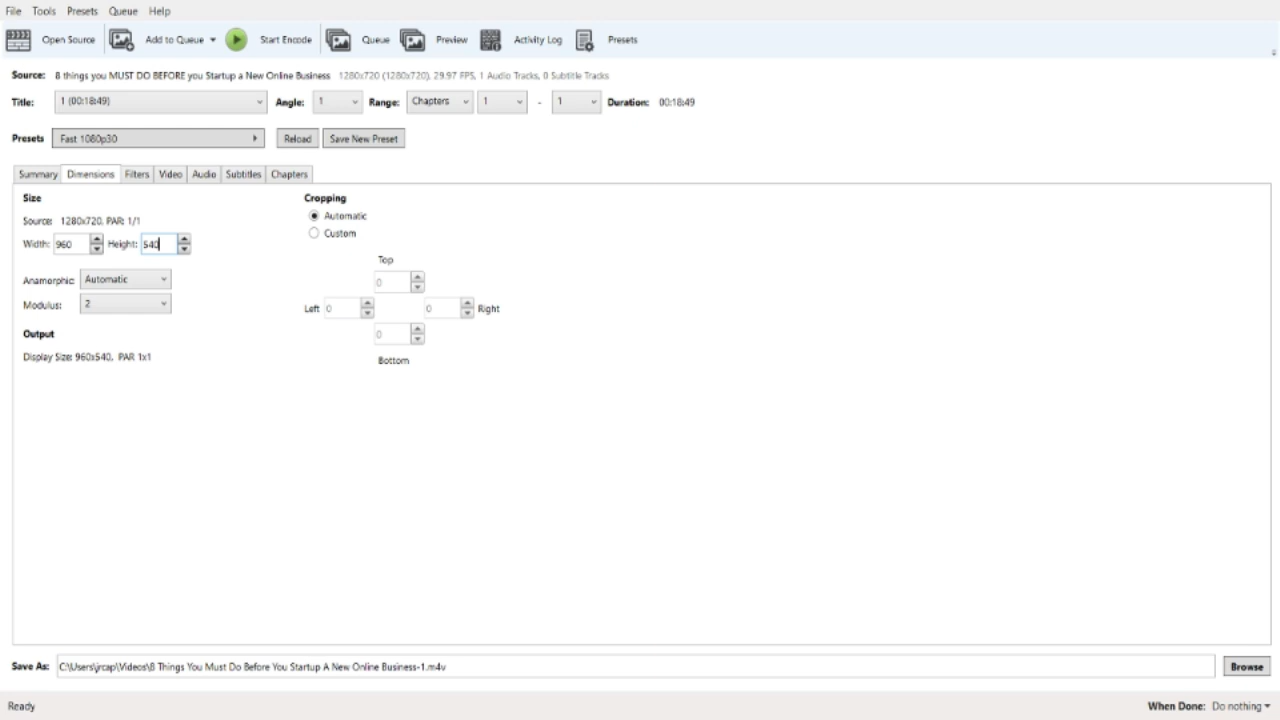 File Tools Presets Queue Help
Open Source Add to Queue Start Encode Queue Preview Activity Log Presets
Source: 8 things you MUST DO BEFORE you Startup a New Online Business 1280x720 (1280x720), 29.97 FPS, 1 Audio Tracks, 0 Subtitle Tracks
Title: 1 (00:18:49) Angle: 1 Range: Chapters 1 - 1 Duration: 00:18:49
Presets Fast 1080p30 Reload Save New Preset
Summary Dimensions Filters Video Audio Subtitles Chapters
Size Cropping
Source: 1280x720, PAR: 1/1 Automatic
Width: 960 Height: 540 Custom
Top
Anamorphic: Automatic 0
Modulus: 2 Left 0 0 Right
Output 0
Display Size: 960x540, PAR 1x1 Bottom
Save As: C:\Users\jrcap\Videos\8 Things You Must Do Before You Startup A New Online Business-1.m4v Browse
Ready When Done: Do nothing